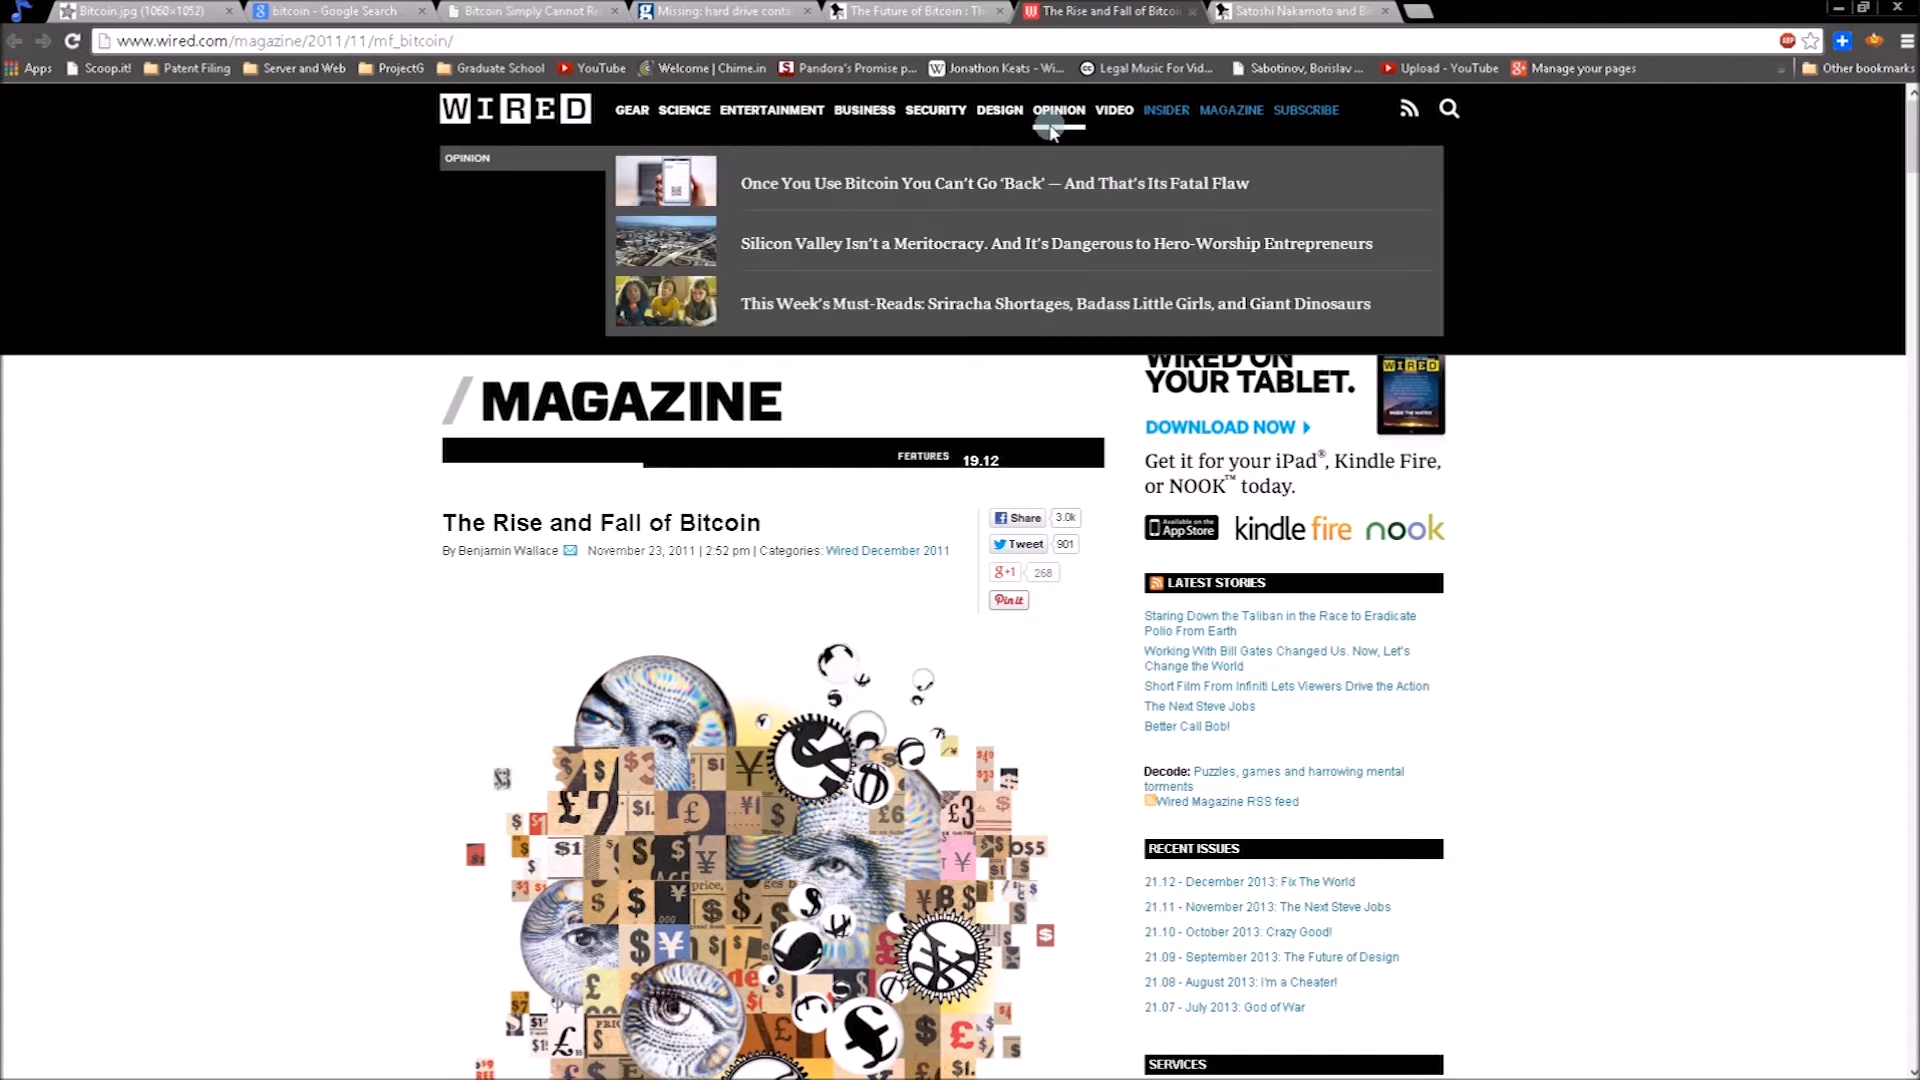 Bitcoin.jpg (1060×1052)
bitcoin - Google Search
Bitcoin Simply Cannot Re
Missing: hard drive conta
The Future of Bitcoin : Th
The Rise and Fall of Bitcoi
Satoshi Nakamoto and Bi
www.wired.com/magazine/2011/11/mf_bitcoin/
Apps
Scoop.it!
Patent Filing
Server and Web
ProjectG
Graduate School
YouTube
Welcome | Chime.in
Pandora's Promise p...
Jonathon Keats - Wi...
Legal Music For Vid...
Sabotinov, Borislav ...
Upload - YouTube
Manage your pages
Other bookmarks
WIRED
GEAR SCIENCE ENTERTAINMENT BUSINESS SECURITY DESIGN OPINION VIDEO INSIDER MAGAZINE SUBSCRIBE
OPINION
Once You Use Bitcoin You Can't Go 'Back' — And That's Its Fatal Flaw
Silicon Valley Isn't a Meritocracy. And It's Dangerous to Hero-Worship Entrepreneurs
This Week's Must-Reads: Sriracha Shortages, Badass Little Girls, and Giant Dinosaurs
/ MAGAZINE
FEATURES 19.12
The Rise and Fall of Bitcoin
By Benjamin Wallace November 23, 2011 | 2:52 pm | Categories: Wired December 2011
Share 3.0k
Tweet 901
g+1 268
Pin it
WIRED ON
YOUR TABLET.
DOWNLOAD NOW
Get it for your iPad®, Kindle Fire,
or NOOK™ today.
Available on the
App Store
kindle fire
nook
LATEST STORIES
Staring Down the Taliban in the Race to Eradicate
Polio From Earth
Working With Bill Gates Changed Us. Now, Let's
Change the World
Short Film From Infiniti Lets Viewers Drive the Action
The Next Steve Jobs
Better Call Bob!
Decode: Puzzles, games and harrowing mental
torments
Wired Magazine RSS feed
RECENT ISSUES
21.12 - December 2013: Fix The World
21.11 - November 2013: The Next Steve Jobs
21.10 - October 2013: Crazy Good!
21.09 - September 2013: The Future of Design
21.08 - August 2013: I'm a Cheater!
21.07 - July 2013: God of War
SERVICES